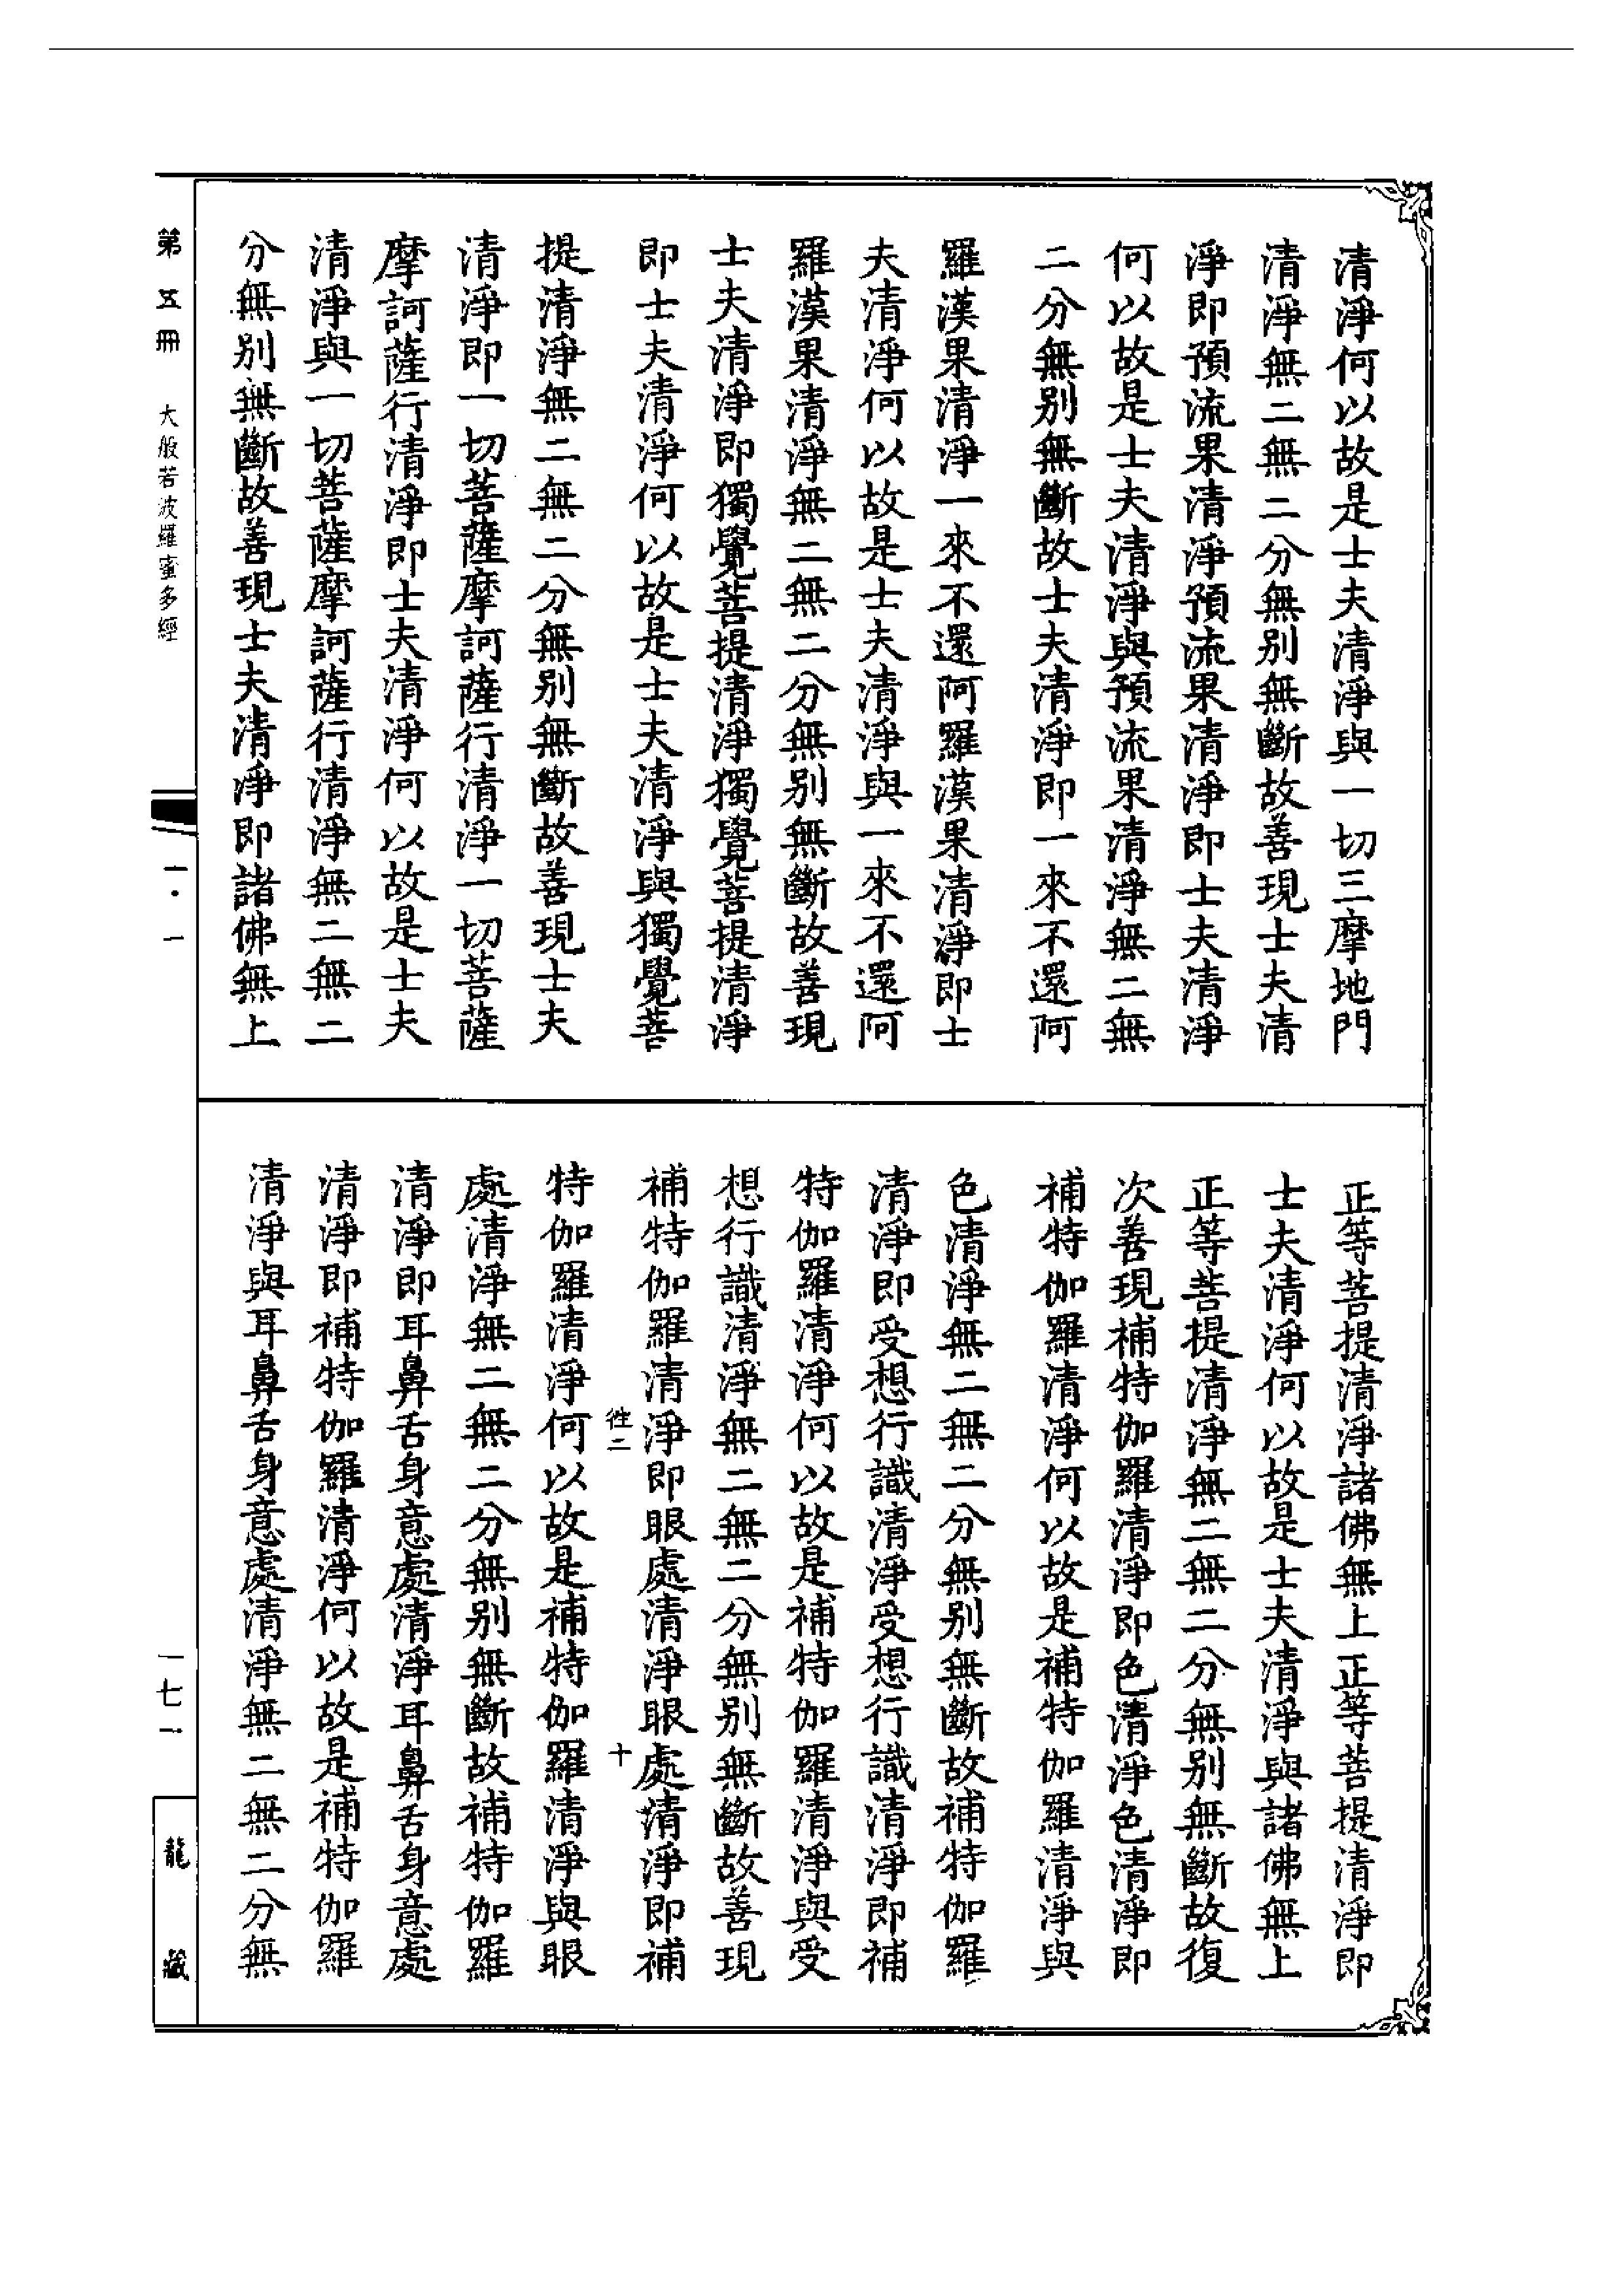 清淨何以故是士夫清淨與一切三摩地門
清淨無二無二分無別無斷故善現士夫清
淨即預流果清淨預流果清淨即士夫清淨
何以故是士夫清淨與預流果清淨無二無
二分無別無斷故士夫清淨即一來不還阿
羅漢果清淨一來不還阿羅漢果清淨即士
夫清淨何以故是士夫清淨與一來不還阿
羅漢果清淨無二無二分無別無斷故善現
士夫清淨即獨覺菩提清淨獨覺菩提清淨
即士夫清淨何以故是士夫清淨與獨覺菩
提清淨無二無二分無別無斷故善現士夫
清淨即一切菩薩摩訶薩行清淨一切菩薩
摩訶薩行清淨即士夫清淨何以故是士夫
清淨與一切菩薩摩訶薩行清淨無二無二
分無別無斷故善現士夫清淨即諸佛無上
正等菩提清淨諸佛無上正等菩提清淨即
士夫清淨何以故是士夫清淨與諸佛無上
正等菩提清淨無二無二分無別無斷故復
次善現補特伽羅清淨即色清淨色清淨即
補特伽羅清淨何以故是補特伽羅清淨與
色清淨無二無二分無別無斷故補特伽羅
清淨即受想行識清淨受想行識清淨即補
特伽羅清淨何以故是補特伽羅清淨與受
想行識清淨無二無二分無別無斷故善現
補特伽羅清淨即眼處清淨眼處清淨即補
二 十
特伽羅清淨何以故是補特伽羅清淨與眼
處清淨無二無二分無別無斷故補特伽羅
清淨即耳鼻舌身意處清淨耳鼻舌身意處
清淨即補特伽羅清淨何以故是補特伽羅
清淨與耳鼻舌身意處清淨無二無二分無
第五冊 大般若波羅蜜多經
一·一
一七一
龍藏